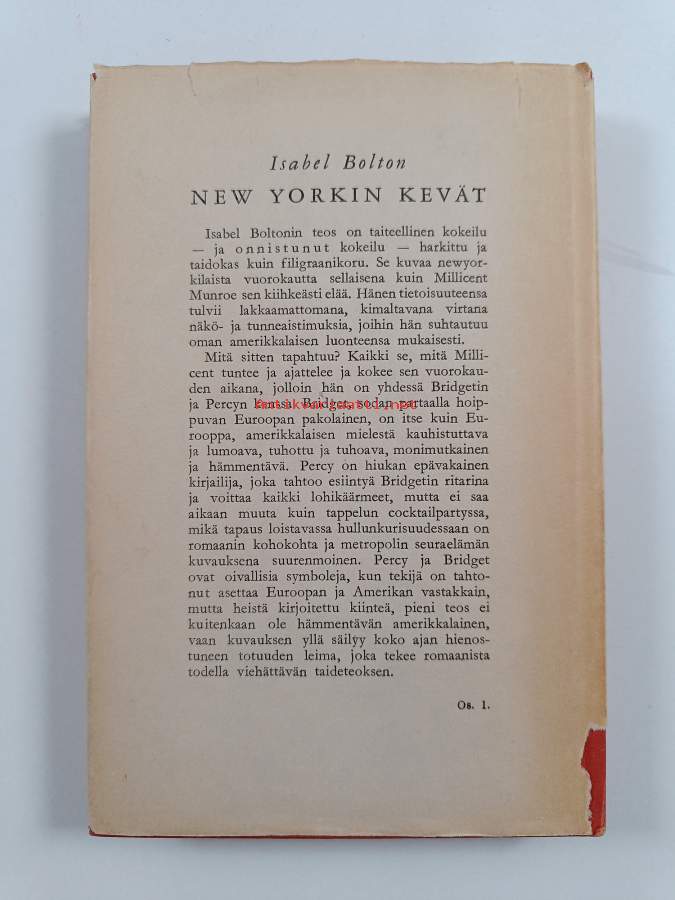 Isabel Bolton
NEW YORKIN KEVÄT
Isabel Boltonin teos on taiteellinen kokeilu
— ja onnistunut kokeilu — harkittu ja
taidokas kuin filigraanikoru. Se kuvaa newyor-
kilaista vuorokautta sellaisena kuin Millicent
Munroe sen kiihkeästi elää. Hänen tietoisuuteensa
tulvii lakkaamattomana, kimaltavana virtana
näkö- ja tunneaistimuksia, joihin hän suhtautuu
oman amerikkalaisen luonteensa mukaisesti.
Mitä sitten tapahtuu? Kaikki se, mitä Milli-
cent tuntee ja ajattelee ja kokee sen vuorokau-
den aikana, jolloin hän on yhdessä Bridgetin
ja Percyn kanssa. Bridget, sodan partaalla hoip-
puvan Euroopan pakolainen, on itse kuin Eu-
rooppa, amerikkalaisen mielestä kauhistuttava
ja lumoava, tuhottu ja tuhoava, monimutkainen
ja hämmentävä. Percy on hiukan epävakainen
kirjailija, joka tahtoo esiintyä Bridgetin ritarina
ja voittaa kaikki lohikäärmeet, mutta ei saa
aikaan muuta kuin tappelun cocktailpartyssa,
mikä tapaus loistavassa hullunkurisuudessaan on
romaanin kohokohta ja metropolin seuraelämän
kuvauksena suurenmoinen. Percy ja Bridget
ovat oivallisia symboleja, kun tekijä on tahto-
nut asettaa Euroopan ja Amerikan vastakkain,
mutta heistä kirjoitettu kiinteä, pieni teos ei
kuitenkaan ole hämmentävän amerikkalainen,
vaan kuvauksen yllä säilyy koko ajan hienos-
tuneen totuuden leima, joka tekee romaanista
todella viehättävän taideteoksen.
Os. 1.